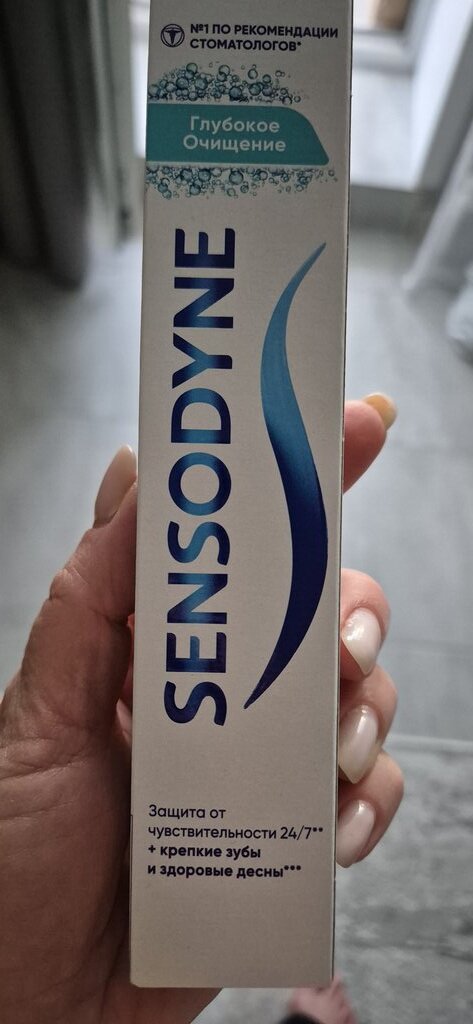 №1 ПО РЕКОМЕНДАЦИИ
СТОМАТОЛОГОВ*
Глубокое
Очищение
SENSODYNE
Защита от
чувствительности 24/7**
+ крепкие зубы
и здоровые десны***